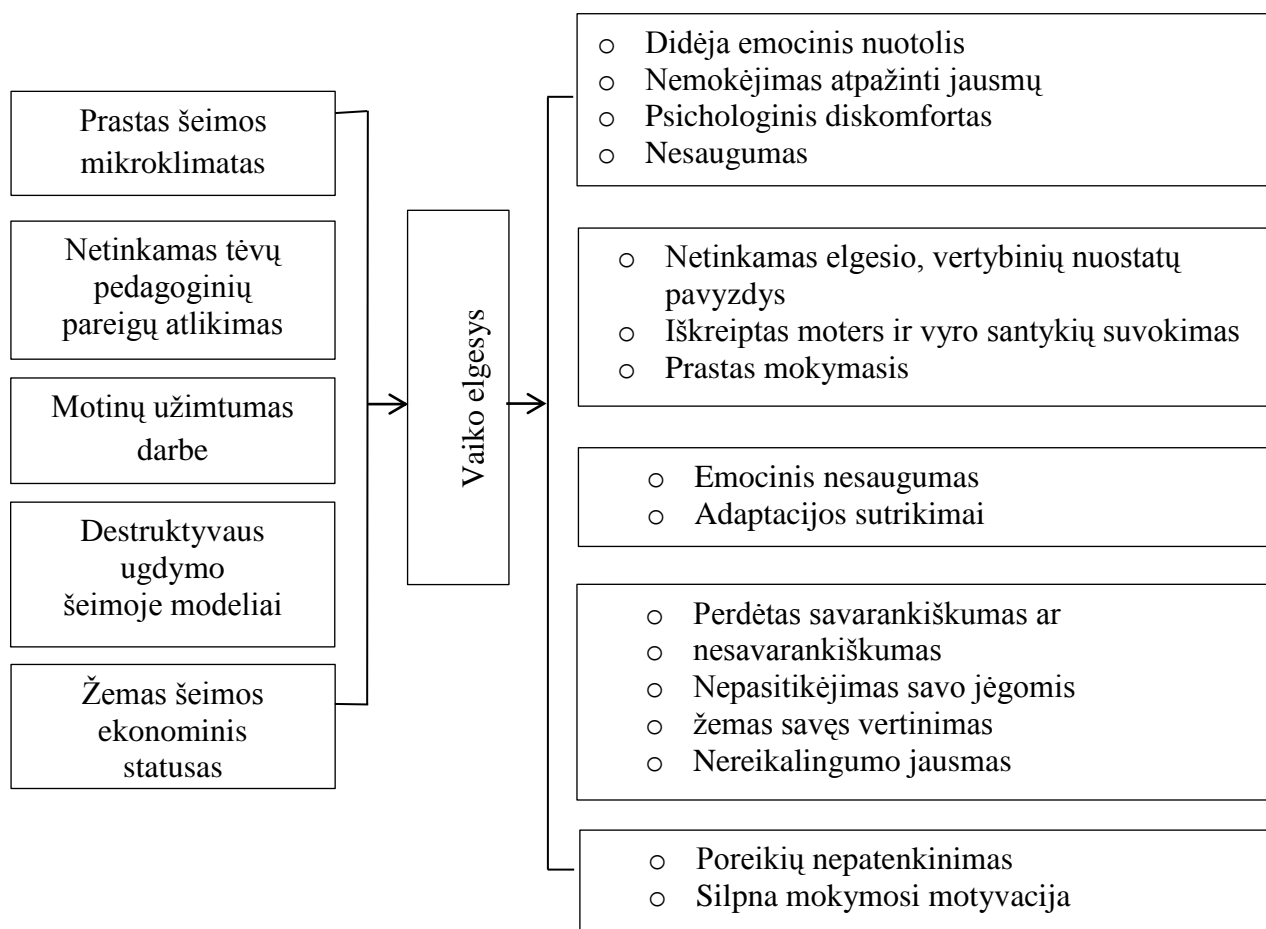 Prastas šeimos
mikroklimatas
Netinkamas tėvų
pedagoginių
pareigų atlikimas
Motinų užimtumas
darbe
Destruktyvaus
ugdymo
šeimoje modeliai
Žemas šeimos
ekonominis
statusas
Vaiko elgesys
o Didėja emocinis nuotolis
o Nemokėjimas atpažinti jausmų
o Psichologinis diskomfortas
o Nesaugumas
o Netinkamas elgesio, vertybinių nuostatų
pavyzdys
o Iškreiptas moters ir vyro santykių suvokimas
o Prastas mokymasis
o Emocinis nesaugumas
o Adaptacijos sutrikimai
o Perdėtas savarankiškumas ar
o nesavarankiškumas
o Nepasitikėjimas savo jėgomis
o žemas savęs vertinimas
o Nereikalingumo jausmas
o Poreikių nepatenkinimas
o Silpna mokymosi motyvacija